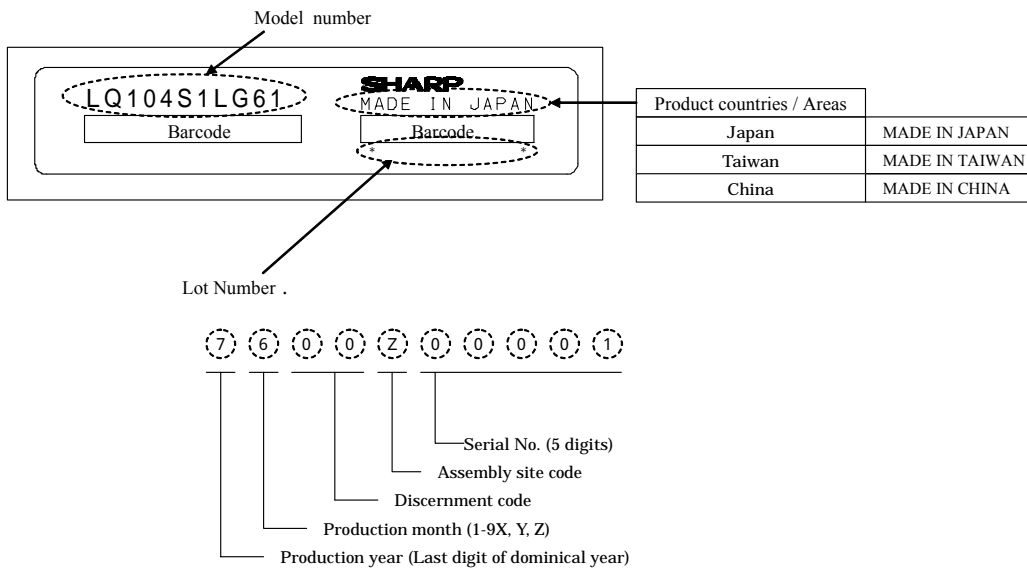 Model number
SHARP
LQ104S1LG61
MADE IN JAPAN
Barcode
Barcode
* *
Product countries / Areas
Japan MADE IN JAPAN
Taiwan MADE IN TAIWAN
China MADE IN CHINA
Lot Number .
7 6 0 0 Z 0 0 0 0 1
Serial No. (5 digits)
Assembly site code
Discernment code
Production month (1-9X, Y, Z)
Production year (Last digit of dominical year)